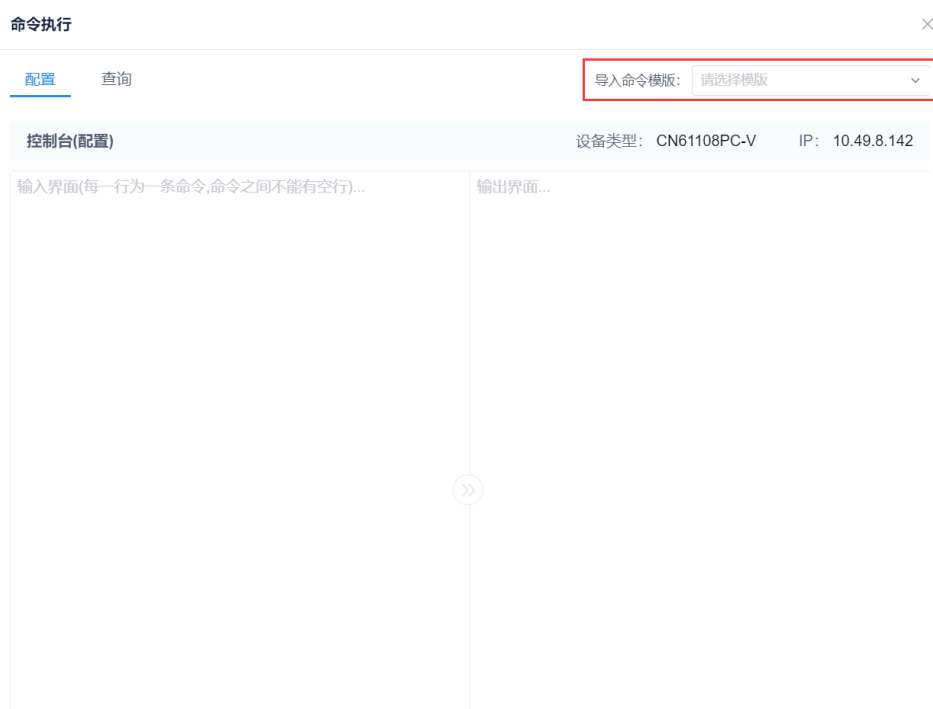 命令执行
配置 查询 导入命令模版: 请选择模版
控制台(配置) 设备类型: CN61108PC-V IP: 10.49.8.142
输入界面(每一行为一条命令,命令之间不能有空行)... 输出界面...